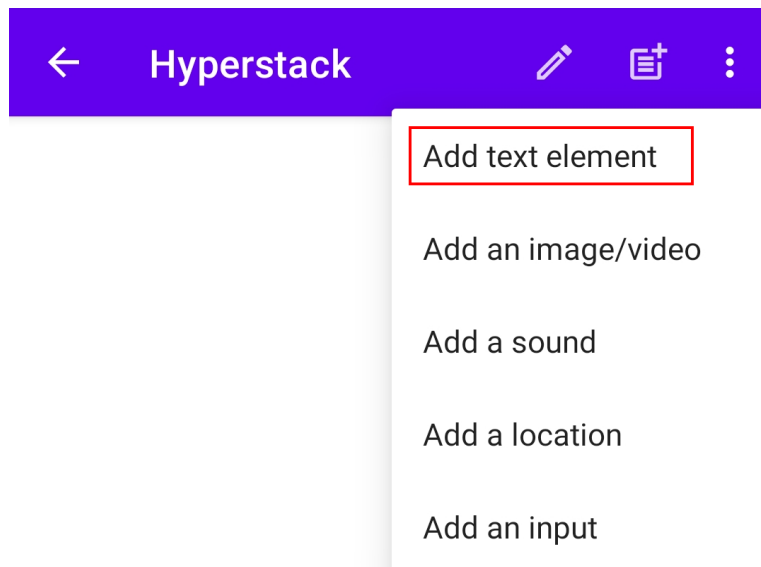 Hyperstack
Add text element
Add an image/video
Add a sound
Add a location
Add an input